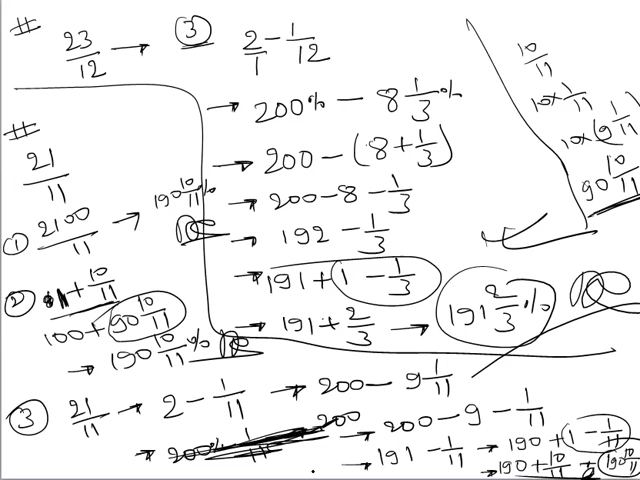 #
23/12 → ③ 2/1 - 1/12
→ 200% - 8 1/3 %
→ 200 - (8 + 1/3)
→ 200 - 8 - 1/3
→ 192 - 1/3
→ 191 + 1 - 1/3
→ 191 + 2/3 → 191 2/3 %
10/11
10 × 1/11
10 × (9 1/11
90 10/11
#
21/11
① 2100/11 → 190 10/11 %
② 1 + 10/11
100 + 90 10/11
→ 190 10/11 %
③ 21/11 → 2 - 1/11 → 200 - 9 1/11
→ 200 - 9 - 1/11
→ 191 - 1/11 → 190 + 1 - 1/11
→ 190 + 10/11 190 10/11